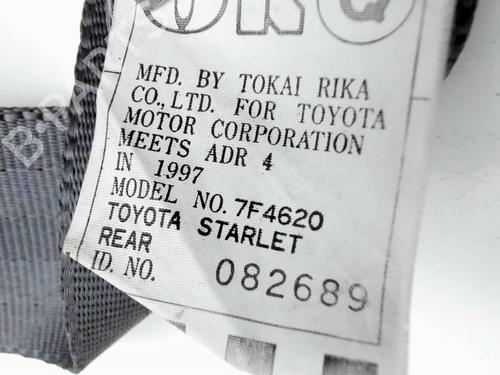 MFD. BY TOKAI RIKA
CO., LTD. FOR TOYOTA
MOTOR CORPORATION
MEETS ADR 4
IN 1997
MODEL NO. 7F4620
TOYOTA STARLET
REAR
ID. NO. 082689
B-PARTS